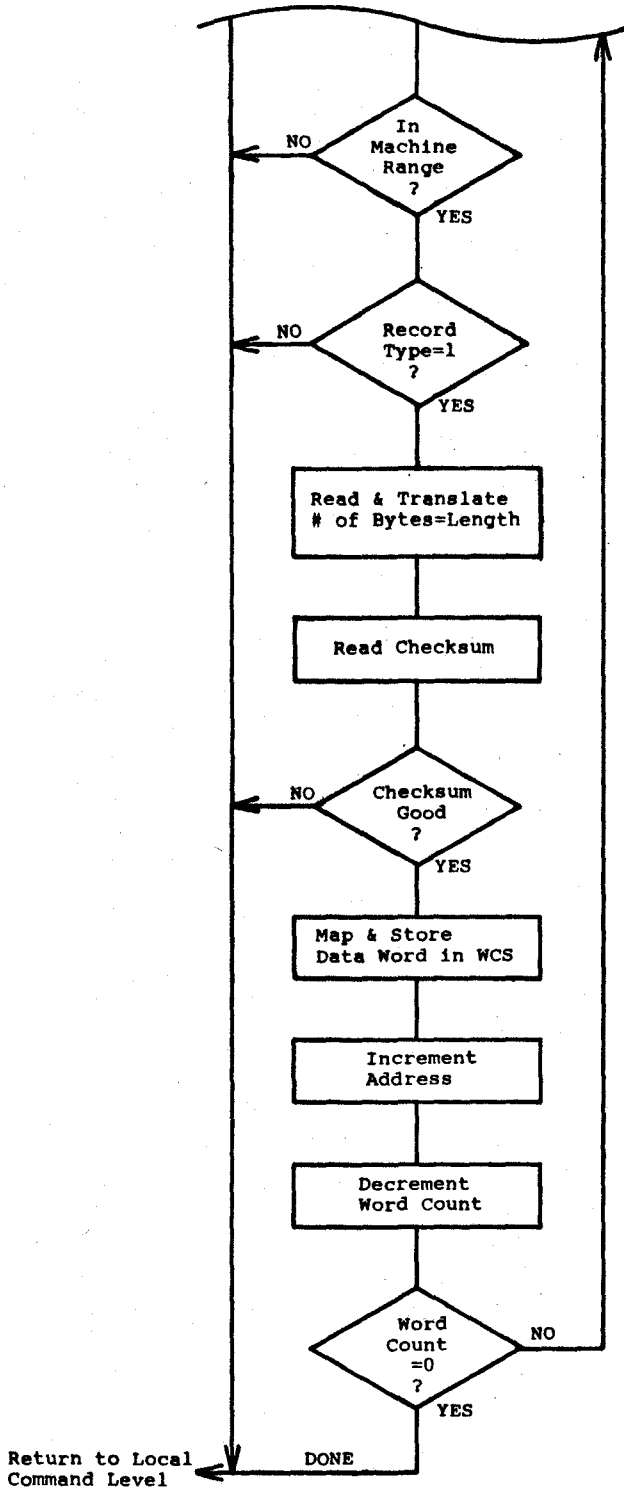 In
Machine
Range
?
NO
YES
Record
Type=1
?
NO
YES
Read & Translate
# of Bytes=Length
Read Checksum
Checksum
Good
?
NO
YES
Map & Store
Data Word in WCS
Increment
Address
Decrement
Word Count
Word
Count
=0
?
NO
YES
DONE
Return to Local
Command Level